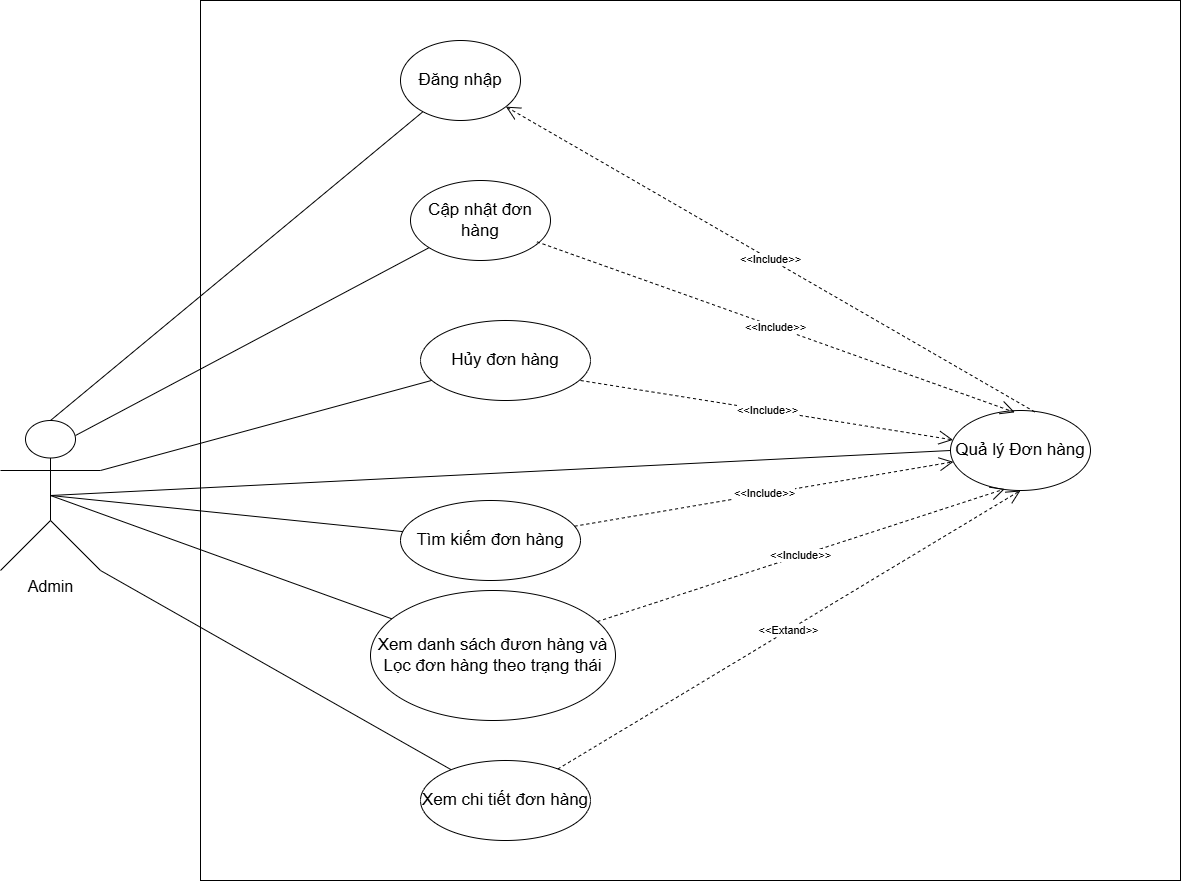 Đăng nhập
Cập nhật đơn
hàng
<<Include>>
<<Include>>
Hủy đơn hàng
<<Include>>
Quả lý Đơn hàng
<<Include>>
Tìm kiếm đơn hàng
<<Include>>
Admin
Xem danh sách đươn hàng và
Lọc đơn hàng theo trạng thái
<<Extand>>
Xem chi tiết đơn hàng